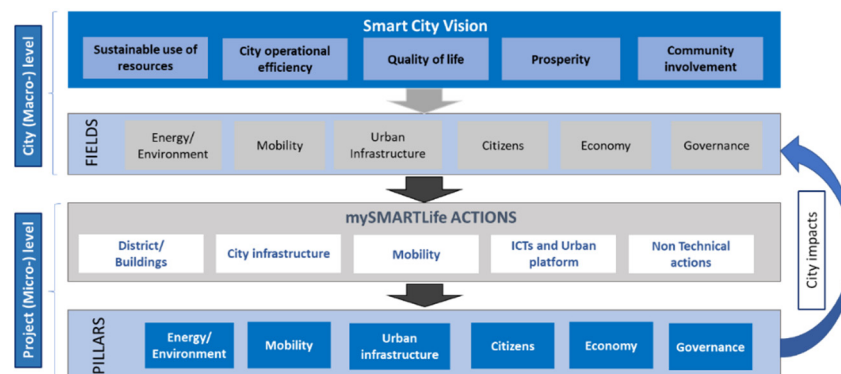 Smart City Vision
Sustainable use of
resources
City operational
efficiency
Quality of life
Prosperity
Community
involvement
City (Macro-) level
FIELDS
Energy/
Environment
Mobility
Urban
Infrastructure
Citizens
Economy
Governance
mySMARTLife ACTIONS
District/
Buildings
City infrastructure
Mobility
ICTs and Urban
platform
Non Technical
actions
City impacts
Project (Micro-) level
PILLARS
Energy/
Environment
Mobility
Urban
infrastructure
Citizens
Economy
Governance